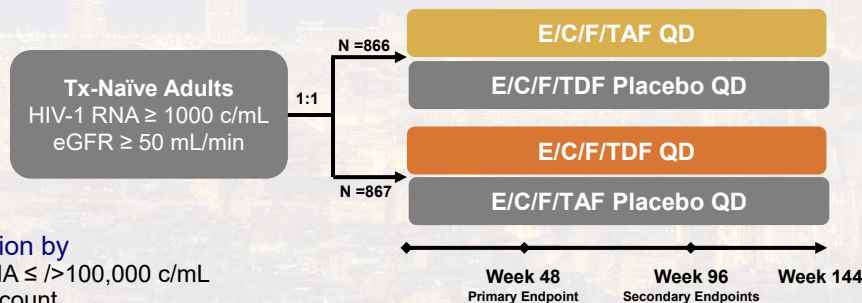 E/C/F/TAF QD
N =866
Tx-Naïve Adults
HIV-1 RNA ≥ 1000 c/mL
eGFR ≥ 50 mL/min
1:1
E/C/F/TDF Placebo QD
E/C/F/TDF QD
N =867
E/C/F/TAF Placebo QD
ion by
≤ />100,000 c/mL
count
Week 48
Primary Endpoint
Week 96
Secondary Endpoints
Week 144